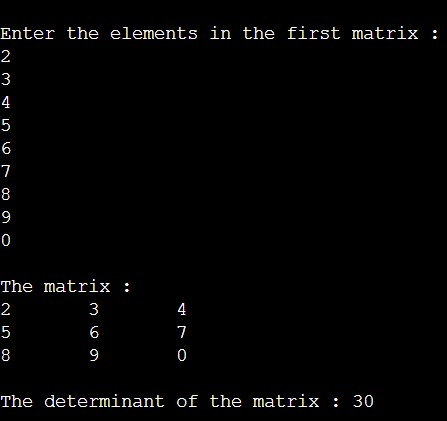 Enter the elements in the first matrix :
2
3
4
5
6
7
8
9
0
The matrix :
2 3 4
5 6 7
8 9 0
The determinant of the matrix : 30